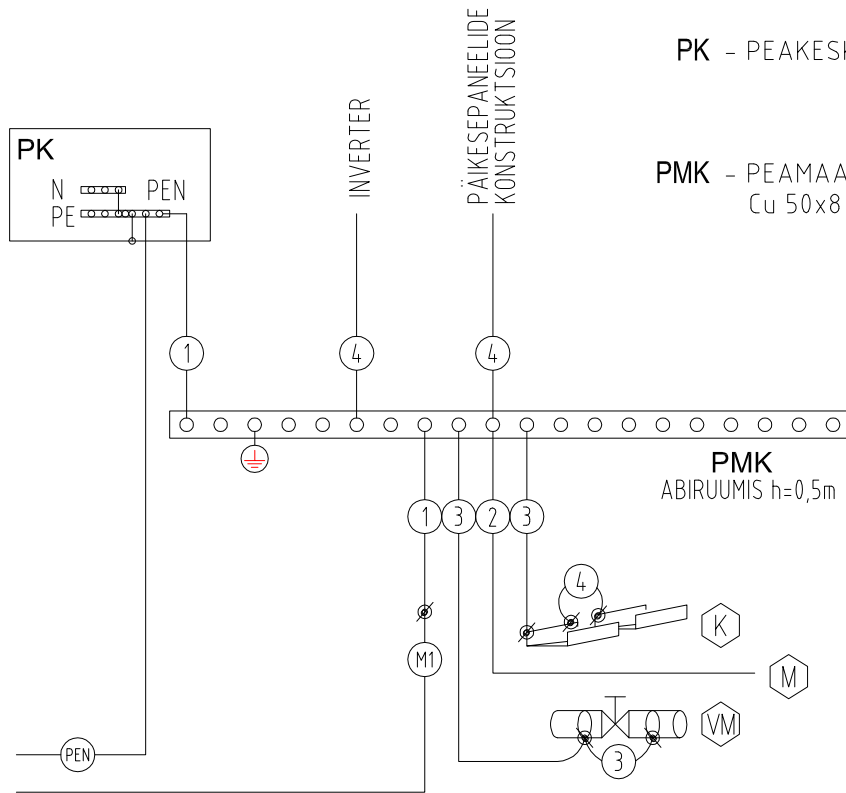 PÄIKESEPANEELIDE
KONSTRUKTSIOON
INVERTER
PK - PEAKESK
PK
N PEN
PE
PMK - PEAMAA
Cu 50x8
1
4
4
PMK
ABIRUUMIS h=0,5m
1
3
2
3
4
K
M1
M
VM
PEN
3